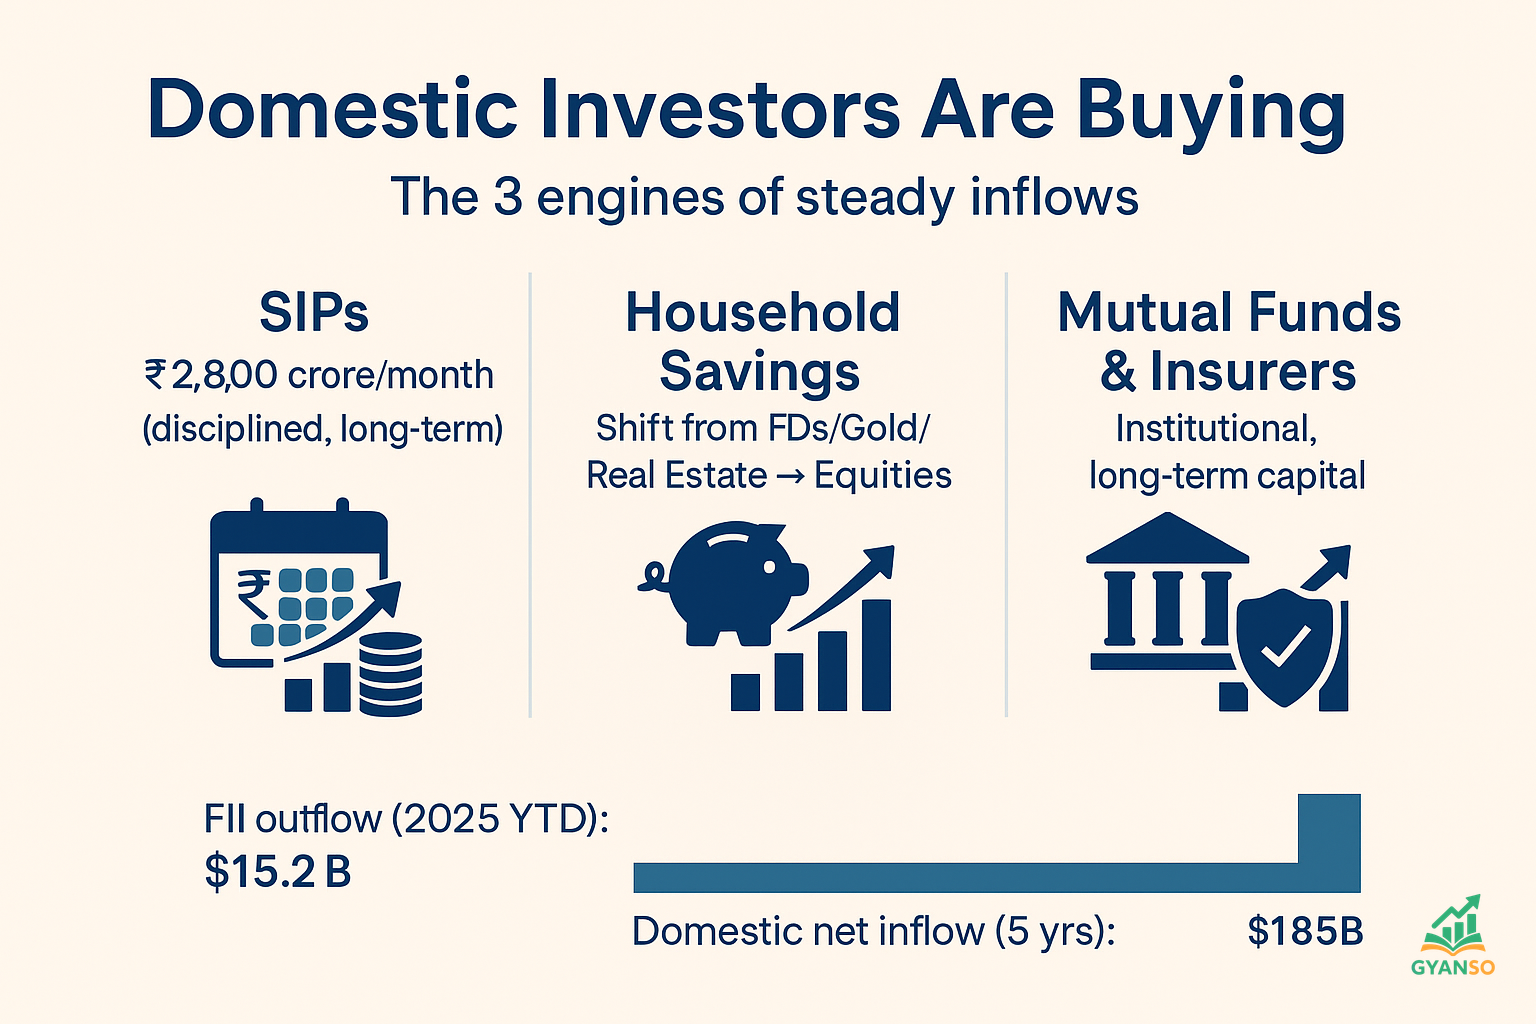 Domestic Investors Are Buying
The 3 engines of steady inflows
SIPs
₹2,8,00 crore/month
(disciplined, long-term)
₹
Household
Savings
Shift from FDs/Gold/
Real Estate → Equities
Mutual Funds
& Insurers
Institutional,
long-term capital
FII outflow (2025 YTD):
$15.2 B
Domestic net inflow (5 yrs): $185B
GYANSO